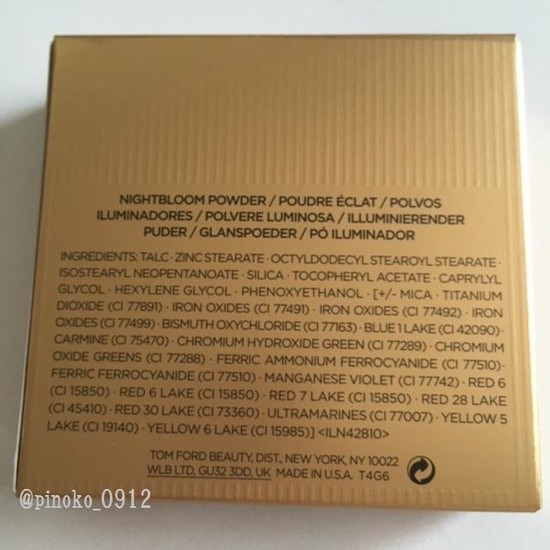 NIGHTBLOOM POWDER / POUDRE ÉCLAT / POLVOS
ILUMINADORES / POLVERE LUMINOSA / ILLUMINIERENDER
PUDER / GLANSPOEDER / PÓ ILUMINADOR
INGREDIENTS: TALC · ZINC STEARATE · OCTYLDODECYL STEAROYL STEARATE ·
ISOSTEARYL NEOPENTANOATE · SILICA · TOCOPHERYL ACETATE · CAPRYLYL
GLYCOL · HEXYLENE GLYCOL · PHENOXYETHANOL · [+/- MICA · TITANIUM
DIOXIDE (CI 77891) · IRON OXIDES (CI 77491) · IRON OXIDES (CI 77492) · IRON
OXIDES (CI 77499) · BISMUTH OXYCHLORIDE (CI 77163) · BLUE 1 LAKE (CI 42090) ·
CARMINE (CI 75470) · CHROMIUM HYDROXIDE GREEN (CI 77289) · CHROMIUM
OXIDE GREENS (CI 77288) · FERRIC AMMONIUM FERROCYANIDE (CI 77510) ·
FERRIC FERROCYANIDE (CI 77510) · MANGANESE VIOLET (CI 77742) · RED 6
(CI 15850) · RED 6 LAKE (CI 15850) · RED 7 LAKE (CI 15850) · RED 28 LAKE
(CI 45410) · RED 30 LAKE (CI 73360) · ULTRAMARINES (CI 77007) · YELLOW 5
LAKE (CI 19140) · YELLOW 6 LAKE (CI 15985)] <ILN42810>
TOM FORD BEAUTY, DIST., NEW YORK, NY 10022
WLB LTD, GU32 3DD, UK MADE IN U.S.A. T4G6
@pinoko_0912